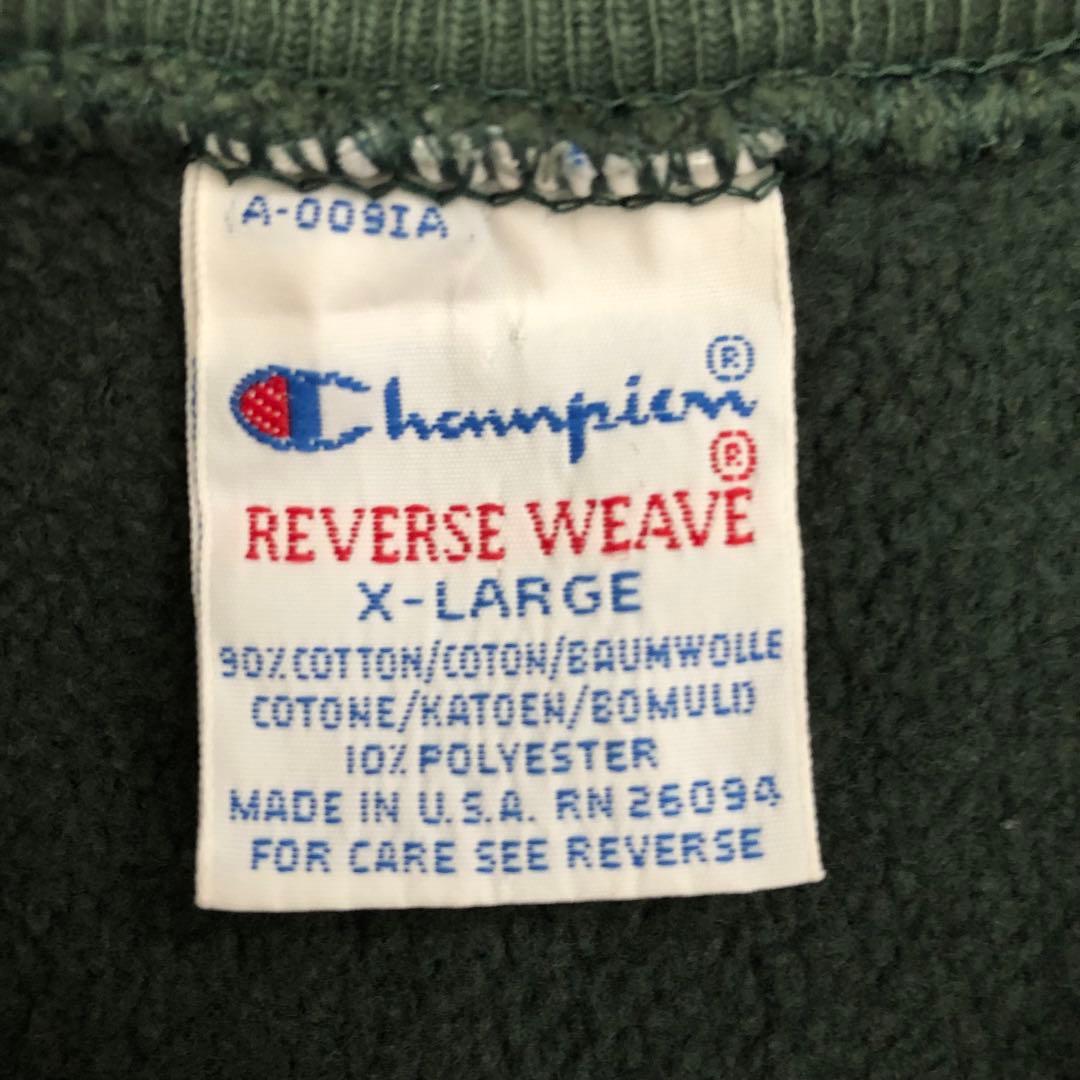 A-009IA
Champion®
®
REVERSE WEAVE
X-LARGE
90% COTTON/COTON/BAUMWOLLE
COTONE/KATOEN/BOMULD
10% POLYESTER
MADE IN U.S.A. RN 26094
FOR CARE SEE REVERSE